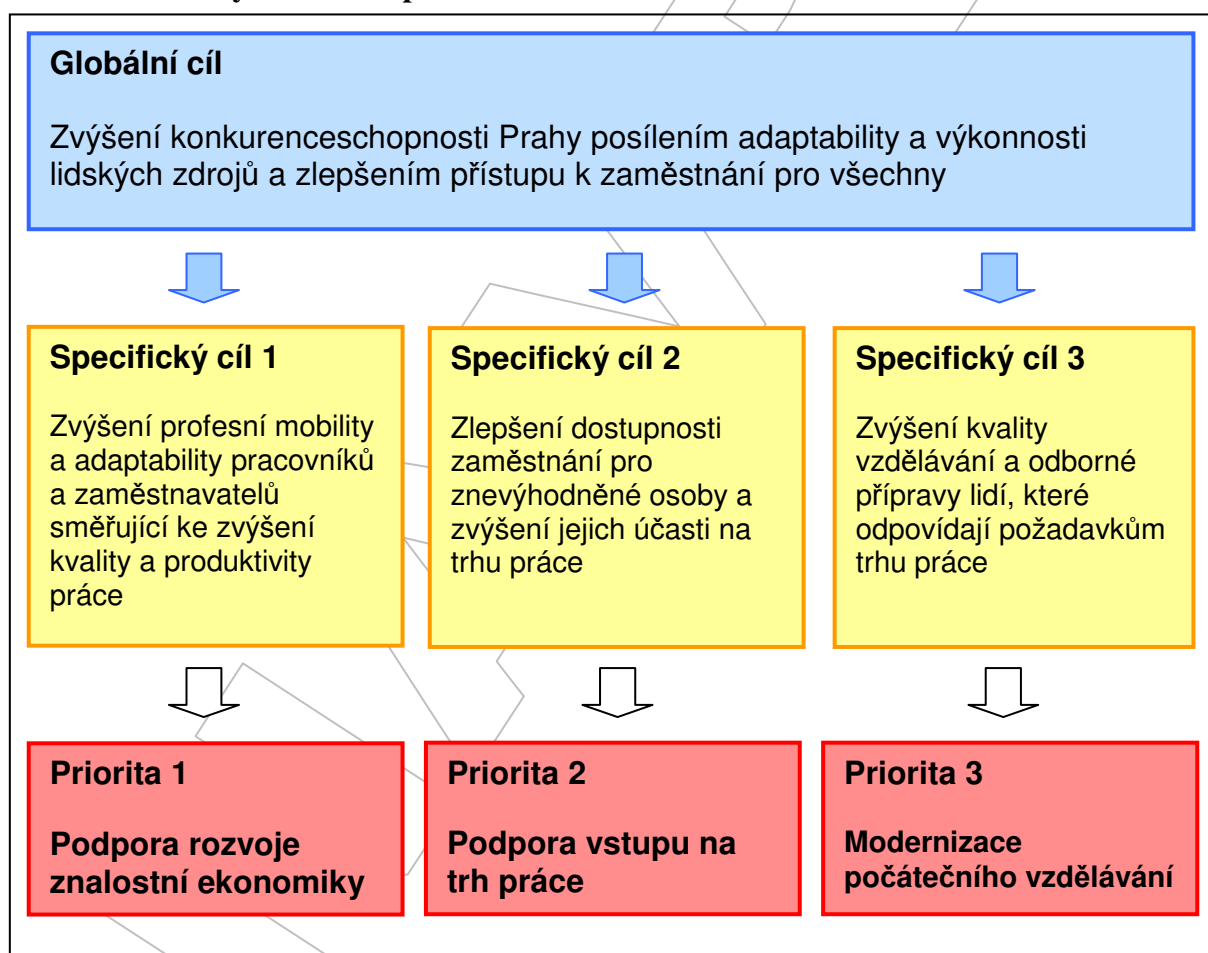 Globální cíl
Zvýšení konkurenceschopnosti Prahy posílením adaptability a výkonnosti
lidských zdrojů a zlepšením přístupu k zaměstnání pro všechny
Specifický cíl 1
Zvýšení profesní mobility
a adaptability pracovníků
a zaměstnavatelů
směřující ke zvýšení
kvality a produktivity
práce
Specifický cíl 2
Zlepšení dostupnosti
zaměstnání pro
znevýhodněné osoby a
zvýšení jejich účasti na
trhu práce
Specifický cíl 3
Zvýšení kvality
vzdělávání a odborné
přípravy lidí, které
odpovídají požadavkům
trhu práce
Priorita 1
Podpora rozvoje
znalostní ekonomiky
Priorita 2
Podpora vstupu na
trh práce
Priorita 3
Modernizace
počátečního vzdělávání